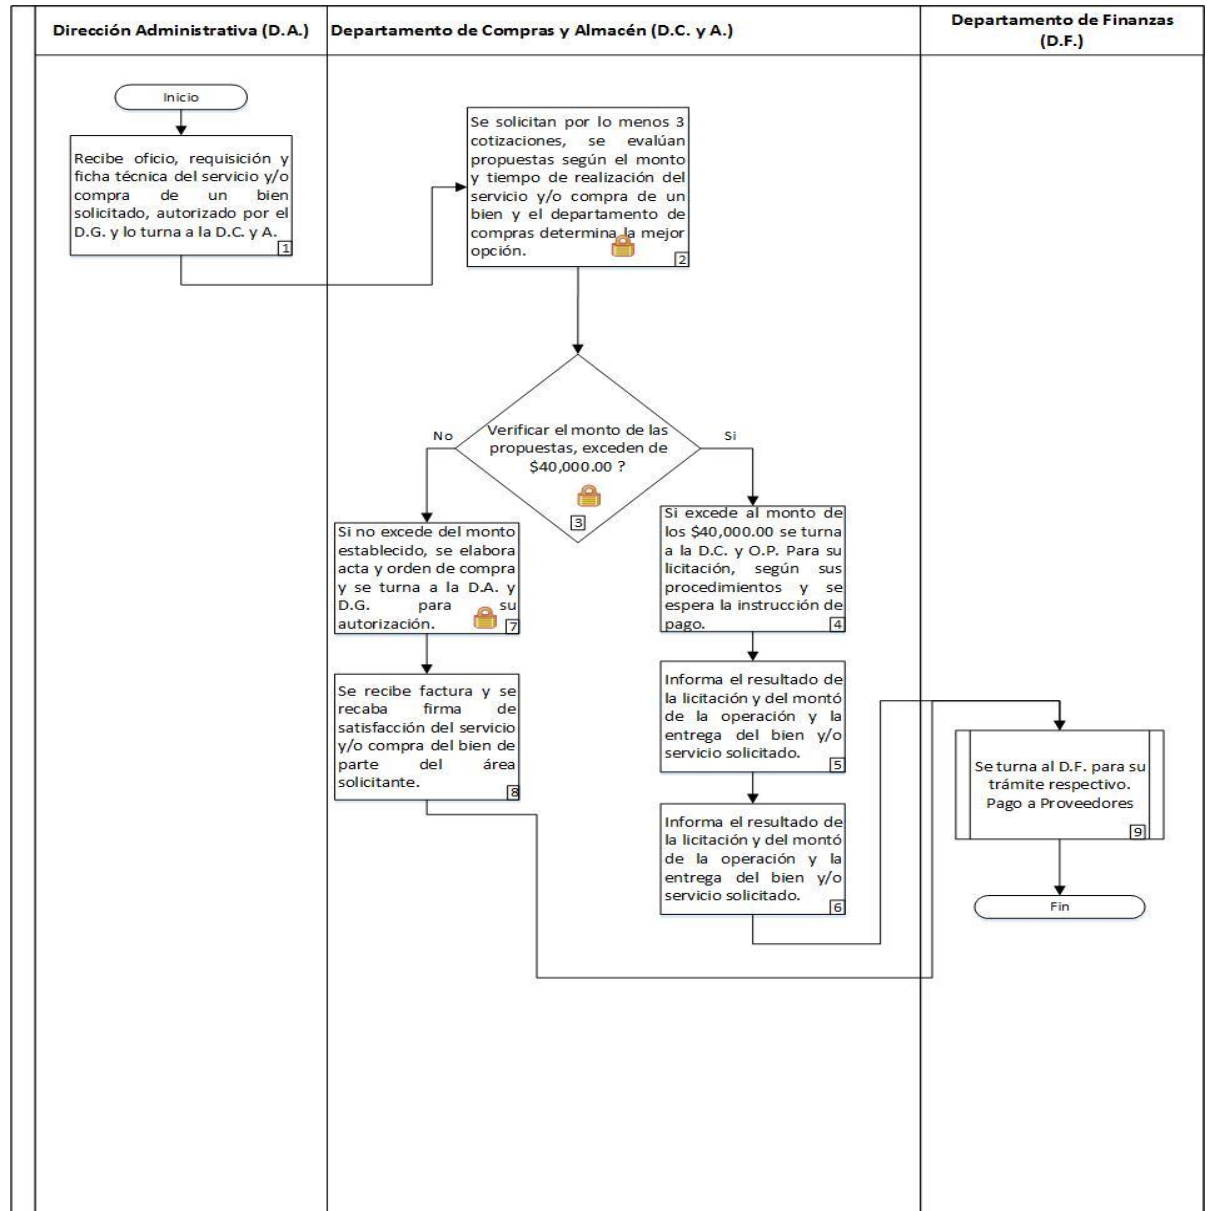 Dirección Administrativa (D.A.)
Departamento de Compras y Almacén (D.C. y A.)
Departamento de Finanzas
(D.F.)
Inicio
Recibe oficio, requisición y
ficha técnica del servicio y/o
compra de un bien
solicitado, autorizado por el
D.G. y lo turna a la D.C. y A.
1
Se solicitan por lo menos 3
cotizaciones, se evalúan
propuestas según el monto
y tiempo de realización del
servicio y/o compra de un
bien y el departamento de
compras determina la mejor
opción.
2
Verificar el monto de las
propuestas, exceden de
$40,000.00 ?
3
No
Si
Si no excede del monto
establecido, se elabora
acta y orden de compra
y se turna a la D.A. y
D.G. para su
autorización.
7
Se recibe factura y se
recaba firma de
satisfacción del servicio
y/o compra del bien de
parte del área
solicitante.
8
Si excede al monto de
los $40,000.00 se turna
a la D.C. y O.P. Para su
licitación, según sus
procedimientos y se
espera la instrucción de
pago.
4
Informa el resultado de
la licitación y del montó
de la operación y la
entrega del bien y/o
servicio solicitado.
5
Informa el resultado de
la licitación y del montó
de la operación y la
entrega del bien y/o
servicio solicitado.
6
Se turna al D.F. para su
trámite respectivo.
Pago a Proveedores
9
Fin